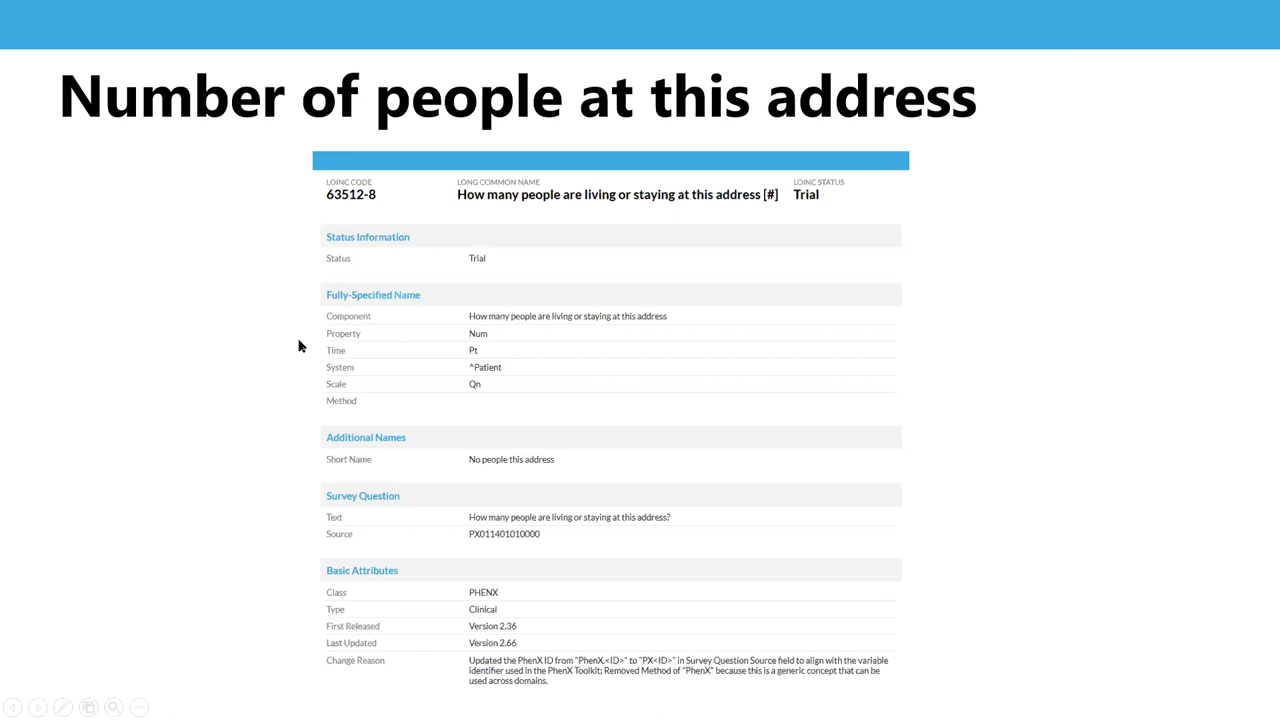 Number of people at this address
LOINC CODE LONG COMMON NAME LOINC STATUS
63512-8 How many people are living or staying at this address [#] Trial
Status Information
Status Trial
Fully-Specified Name
Component How many people are living or staying at this address
Property Num
Time Pt
System ^Patient
Scale Qn
Method
Additional Names
Short Name No people this address
Survey Question
Text How many people are living or staying at this address?
Source PX011401010000
Basic Attributes
Class PHENX
Type Clinical
First Released Version 2.36
Last Updated Version 2.66
Change Reason Updated the PhenX ID from "PhenX.<ID>" to "PX<ID>" in Survey Question Source field to align with the variable
identifier used in the PhenX Toolkit; Removed Method of "PhenX" because this is a generic concept that can be
used across domains.